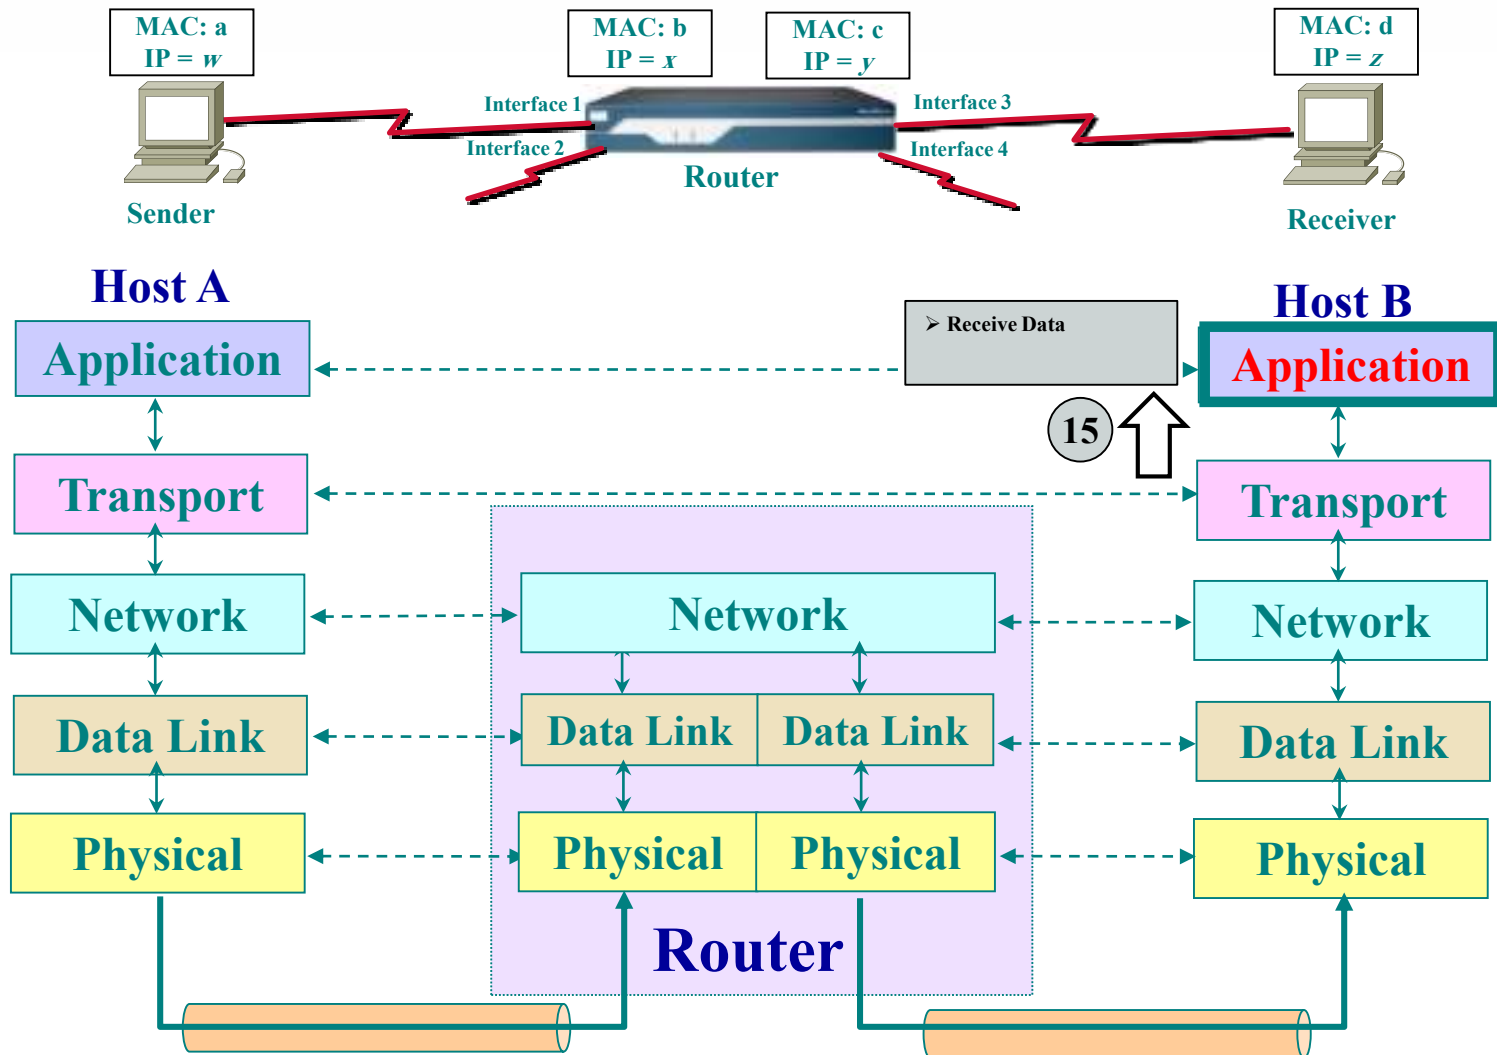 MAC: a
IP = w
MAC: b
IP = x
MAC: c
IP = y
MAC: d
IP = z
Interface 1
Interface 2
Interface 3
Interface 4
Router
Sender
Receiver
Host A
Host B
➢ Receive Data
Application
Application
15
Transport
Transport
Network
Network
Network
Data Link
Data Link
Data Link
Data Link
Physical
Physical
Physical
Physical
Router